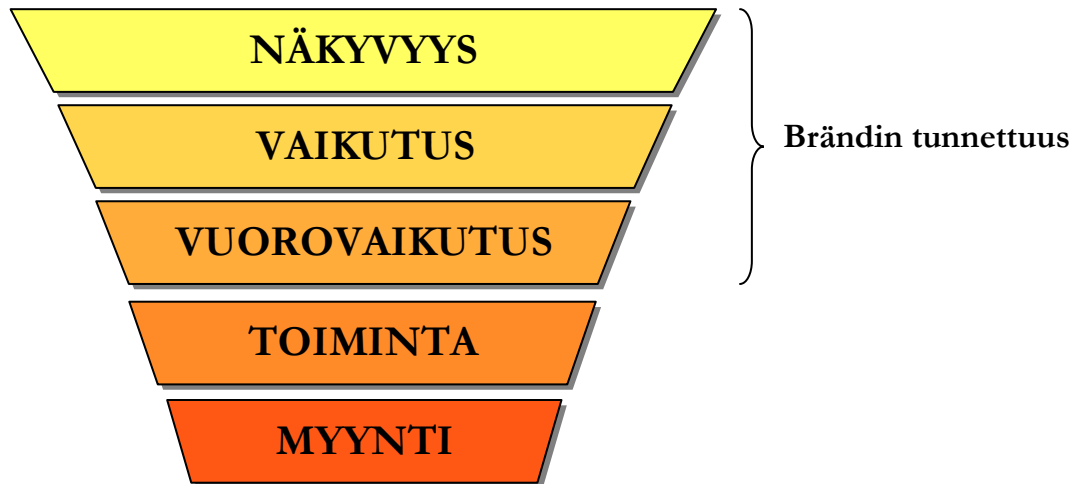 NÄKYVYYS
VAIKUTUS
Brändin tunnettuus
VUOROVAIKUTUS
TOIMINTA
MYYNTI